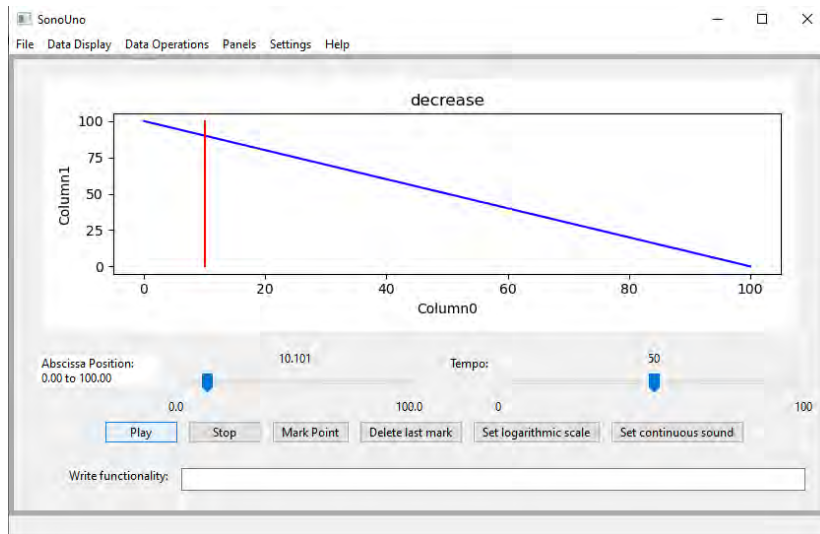 SonoUno
File Data Display Data Operations Panels Settings Help
decrease
100
75
50
25
0
Column1
0 20 40 60 80 100
Column0
Abscissa Position: 10.101 Tempo: 50
0.00 to 100.00
0.0 100.0 0 100
Play Stop Mark Point Delete last mark Set logarithmic scale Set continuous sound
Write functionality: